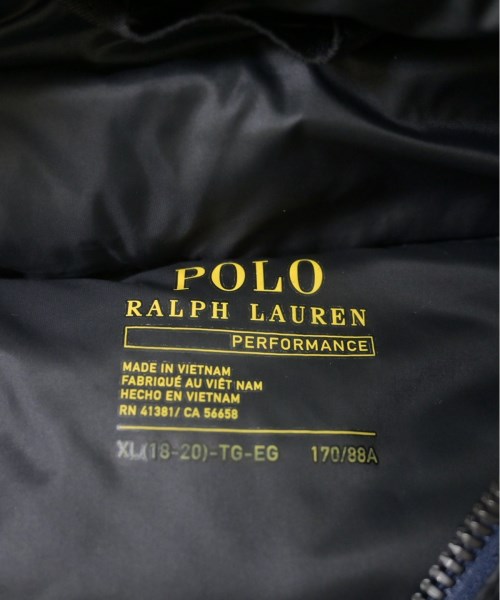 POLO
RALPH LAUREN
PERFORMANCE
MADE IN VIETNAM
FABRIQUÉ AU VIÊT NAM
HECHO EN VIETNAM
RN 41381/ CA 56658
XL(18-20)-TG-EG 170/88A